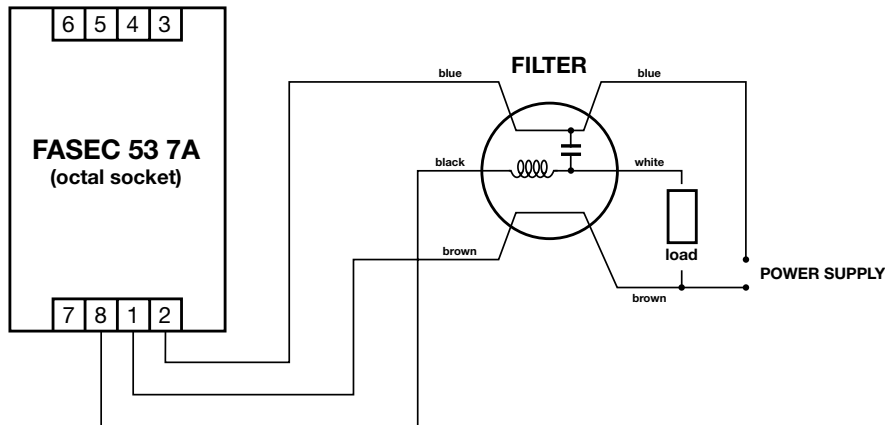 6 5 4 3
FASEC 53 7A
(octal socket)
7 8 1 2
FILTER
blue
blue
black
white
brown
load
brown
POWER SUPPLY